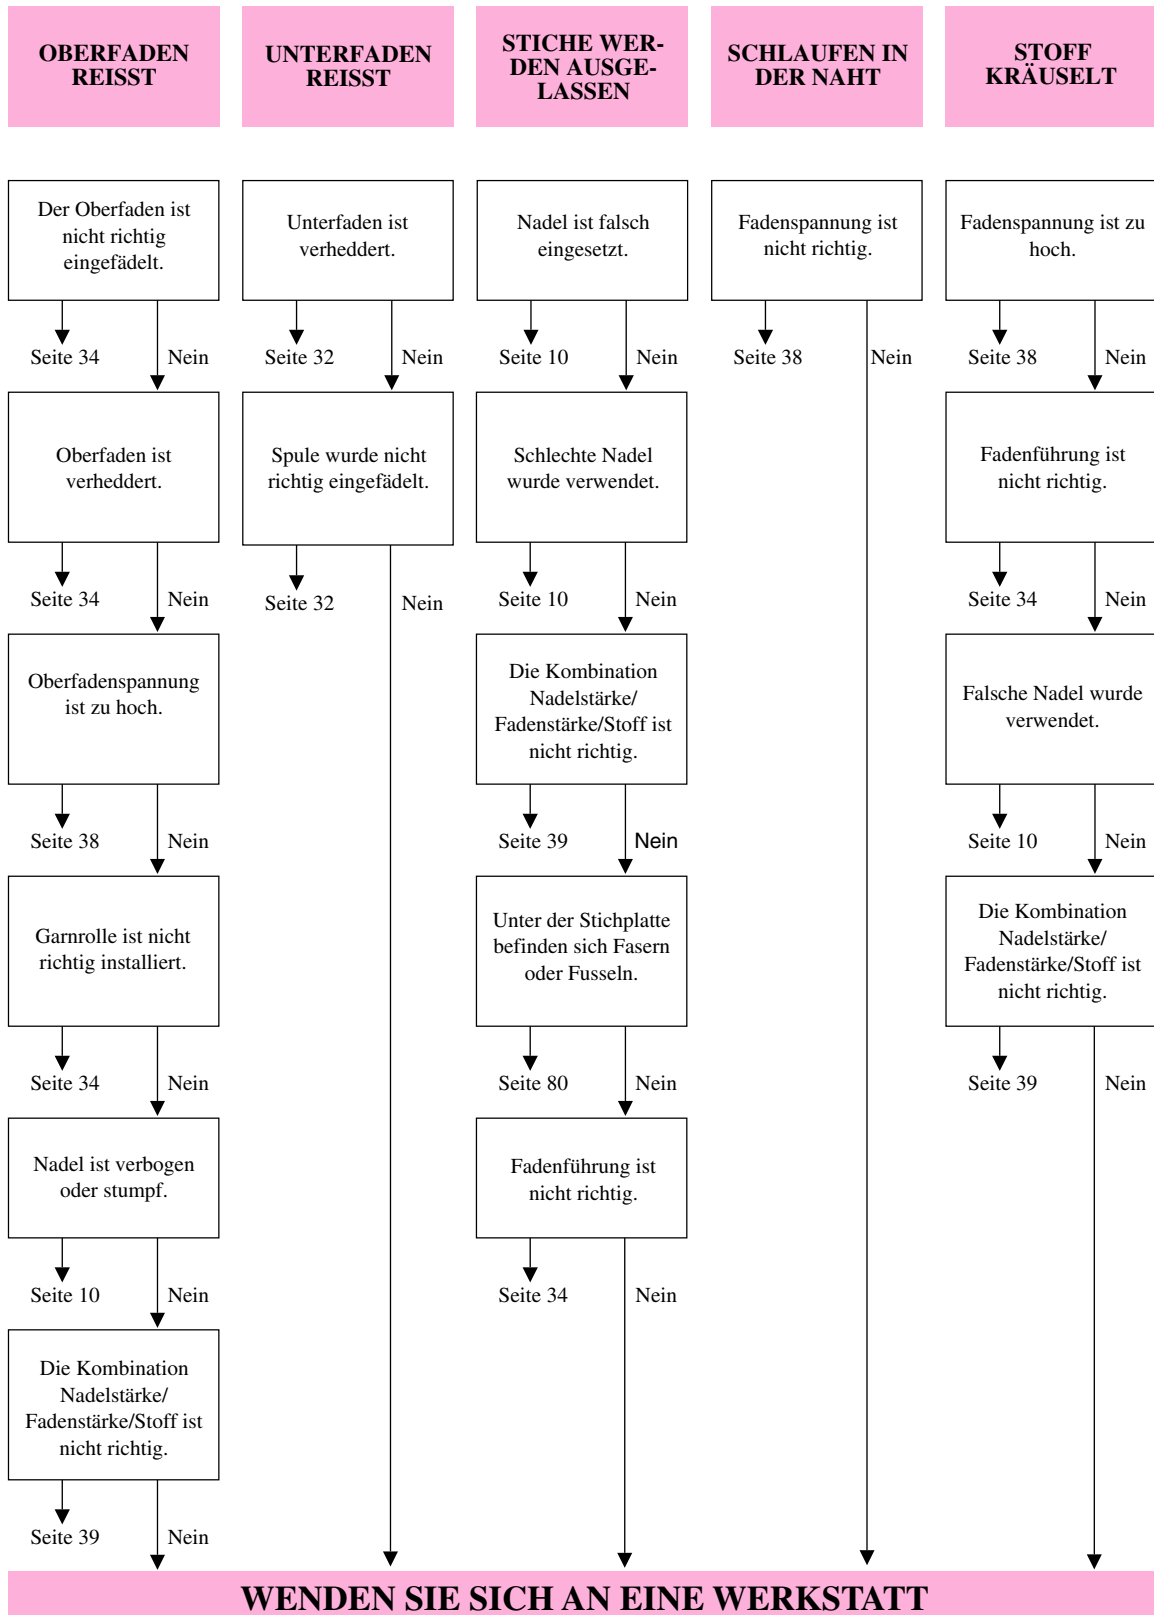 OBERFADEN
REISST
UNTERFADEN
REISST
STICHE WER-
DEN AUSGE-
LASSEN
SCHLAUFEN IN
DER NAHT
STOFF
KRÄUSELT
Der Oberfaden ist
nicht richtig
eingefädelt.
Seite 34
Nein
Oberfaden ist
verheddert.
Seite 34
Nein
Oberfadenspannung
ist zu hoch.
Seite 38
Nein
Garnrolle ist nicht
richtig installiert.
Seite 34
Nein
Nadel ist verbogen
oder stumpf.
Seite 10
Nein
Die Kombination
Nadelstärke/
Fadenstärke/Stoff ist
nicht richtig.
Seite 39
Nein
Unterfaden ist
verheddert.
Seite 32
Nein
Spule wurde nicht
richtig eingefädelt.
Seite 32
Nein
Nadel ist falsch
eingesetzt.
Seite 10
Nein
Schlechte Nadel
wurde verwendet.
Seite 10
Nein
Die Kombination
Nadelstärke/
Fadenstärke/Stoff ist
nicht richtig.
Seite 39
Nein
Unter der Stichplatte
befinden sich Fasern
oder Fusseln.
Seite 80
Nein
Fadenführung ist
nicht richtig.
Seite 34
Nein
Fadenspannung ist
nicht richtig.
Seite 38
Nein
Fadenspannung ist zu
hoch.
Seite 38
Nein
Fadenführung ist
nicht richtig.
Seite 34
Nein
Falsche Nadel wurde
verwendet.
Seite 10
Nein
Die Kombination
Nadelstärke/
Fadenstärke/Stoff ist
nicht richtig.
Seite 39
Nein
WENDEN SIE SICH AN EINE WERKSTATT